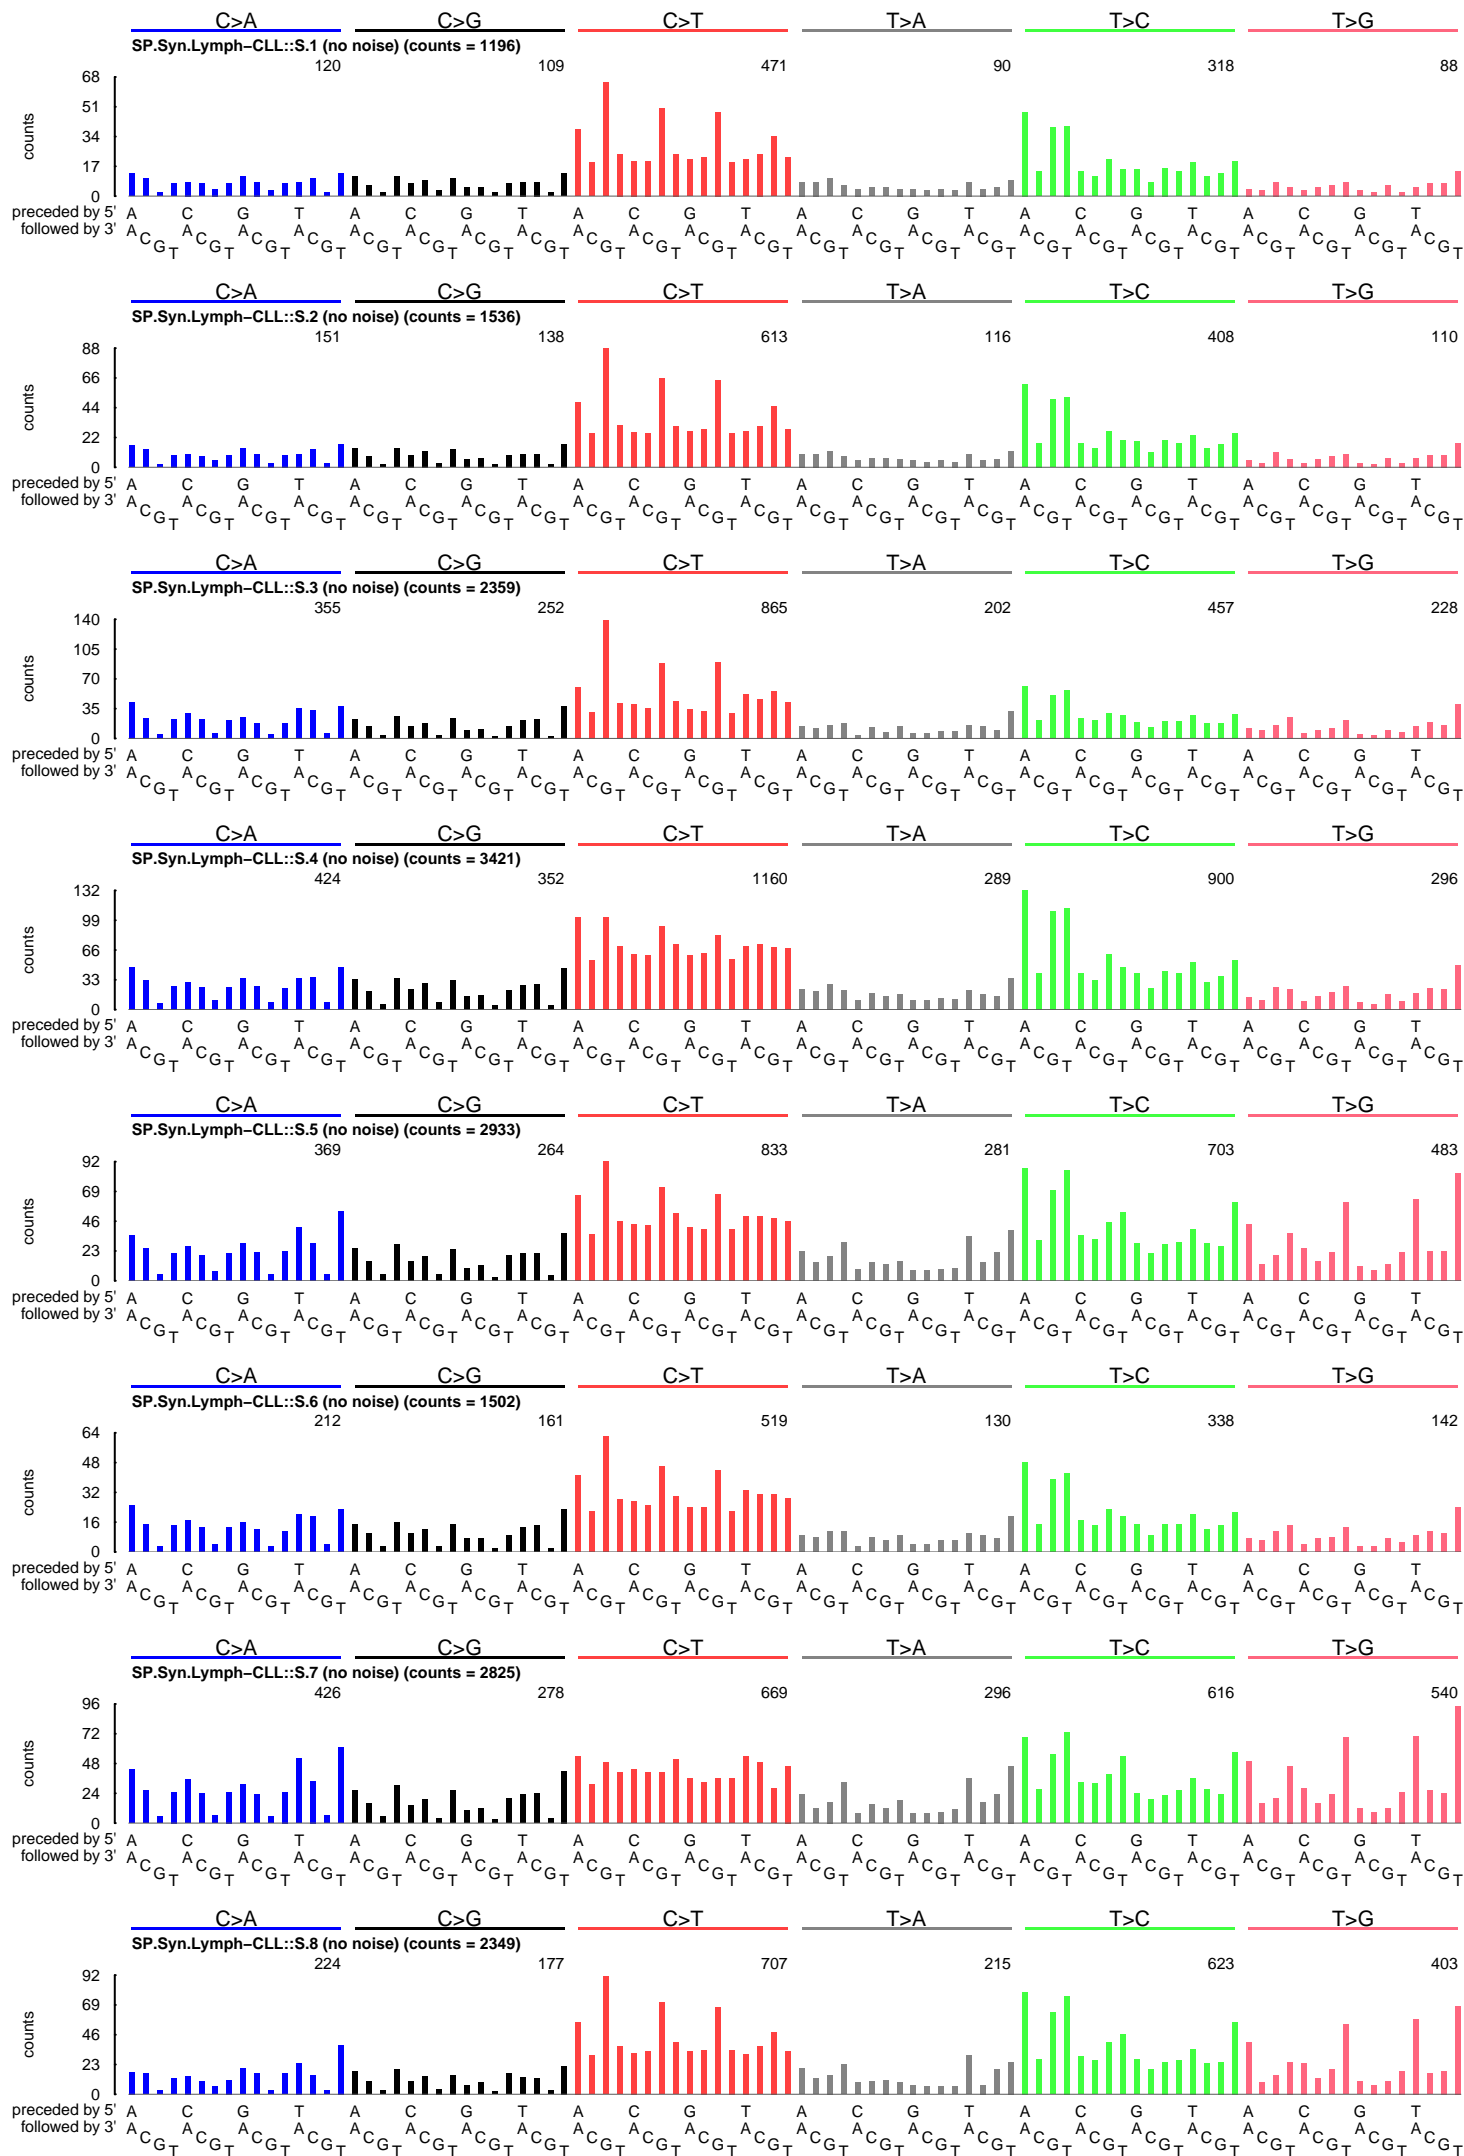 C>A C>G C>T T>A T>C T>G
SP.Syn.Lymph−CLL::S.1 (no noise) (counts = 1196)
120 109 471 90 318 88
68
51
34
17
0
counts
preceded by 5' A C G T A C G T A C G T A C G T A C G T A C G T
followed by 3' A C G T A C G T A C G T A C G T A C G T A C G T A C G T A C G T A C G T A C G T A C G T A C G T A C G T A C G T A C G T A C G T A C G T A C G T A C G T A C G T A C G T A C G T A C G T A C G T
C>A C>G C>T T>A T>C T>G
SP.Syn.Lymph−CLL::S.2 (no noise) (counts = 1536)
151 138 613 116 408 110
88
66
44
22
0
counts
preceded by 5' A C G T A C G T A C G T A C G T A C G T A C G T
followed by 3' A C G T A C G T A C G T A C G T A C G T A C G T A C G T A C G T A C G T A C G T A C G T A C G T A C G T A C G T A C G T A C G T A C G T A C G T A C G T A C G T A C G T A C G T A C G T A C G T
C>A C>G C>T T>A T>C T>G
SP.Syn.Lymph−CLL::S.3 (no noise) (counts = 2359)
355 252 865 202 457 228
140
105
70
35
0
counts
preceded by 5' A C G T A C G T A C G T A C G T A C G T A C G T
followed by 3' A C G T A C G T A C G T A C G T A C G T A C G T A C G T A C G T A C G T A C G T A C G T A C G T A C G T A C G T A C G T A C G T A C G T A C G T A C G T A C G T A C G T A C G T A C G T A C G T
C>A C>G C>T T>A T>C T>G
SP.Syn.Lymph−CLL::S.4 (no noise) (counts = 3421)
424 352 1160 289 900 296
132
99
66
33
0
counts
preceded by 5' A C G T A C G T A C G T A C G T A C G T A C G T
followed by 3' A C G T A C G T A C G T A C G T A C G T A C G T A C G T A C G T A C G T A C G T A C G T A C G T A C G T A C G T A C G T A C G T A C G T A C G T A C G T A C G T A C G T A C G T A C G T A C G T
C>A C>G C>T T>A T>C T>G
SP.Syn.Lymph−CLL::S.5 (no noise) (counts = 2933)
369 264 833 281 703 483
92
69
46
23
0
counts
preceded by 5' A C G T A C G T A C G T A C G T A C G T A C G T
followed by 3' A C G T A C G T A C G T A C G T A C G T A C G T A C G T A C G T A C G T A C G T A C G T A C G T A C G T A C G T A C G T A C G T A C G T A C G T A C G T A C G T A C G T A C G T A C G T A C G T
C>A C>G C>T T>A T>C T>G
SP.Syn.Lymph−CLL::S.6 (no noise) (counts = 1502)
212 161 519 130 338 142
64
48
32
16
0
counts
preceded by 5' A C G T A C G T A C G T A C G T A C G T A C G T
followed by 3' A C G T A C G T A C G T A C G T A C G T A C G T A C G T A C G T A C G T A C G T A C G T A C G T A C G T A C G T A C G T A C G T A C G T A C G T A C G T A C G T A C G T A C G T A C G T A C G T
C>A C>G C>T T>A T>C T>G
SP.Syn.Lymph−CLL::S.7 (no noise) (counts = 2825)
426 278 669 296 616 540
96
72
48
24
0
counts
preceded by 5' A C G T A C G T A C G T A C G T A C G T A C G T
followed by 3' A C G T A C G T A C G T A C G T A C G T A C G T A C G T A C G T A C G T A C G T A C G T A C G T A C G T A C G T A C G T A C G T A C G T A C G T A C G T A C G T A C G T A C G T A C G T A C G T
C>A C>G C>T T>A T>C T>G
SP.Syn.Lymph−CLL::S.8 (no noise) (counts = 2349)
224 177 707 215 623 403
92
69
46
23
0
counts
preceded by 5' A C G T A C G T A C G T A C G T A C G T A C G T
followed by 3' A C G T A C G T A C G T A C G T A C G T A C G T A C G T A C G T A C G T A C G T A C G T A C G T A C G T A C G T A C G T A C G T A C G T A C G T A C G T A C G T A C G T A C G T A C G T A C G T